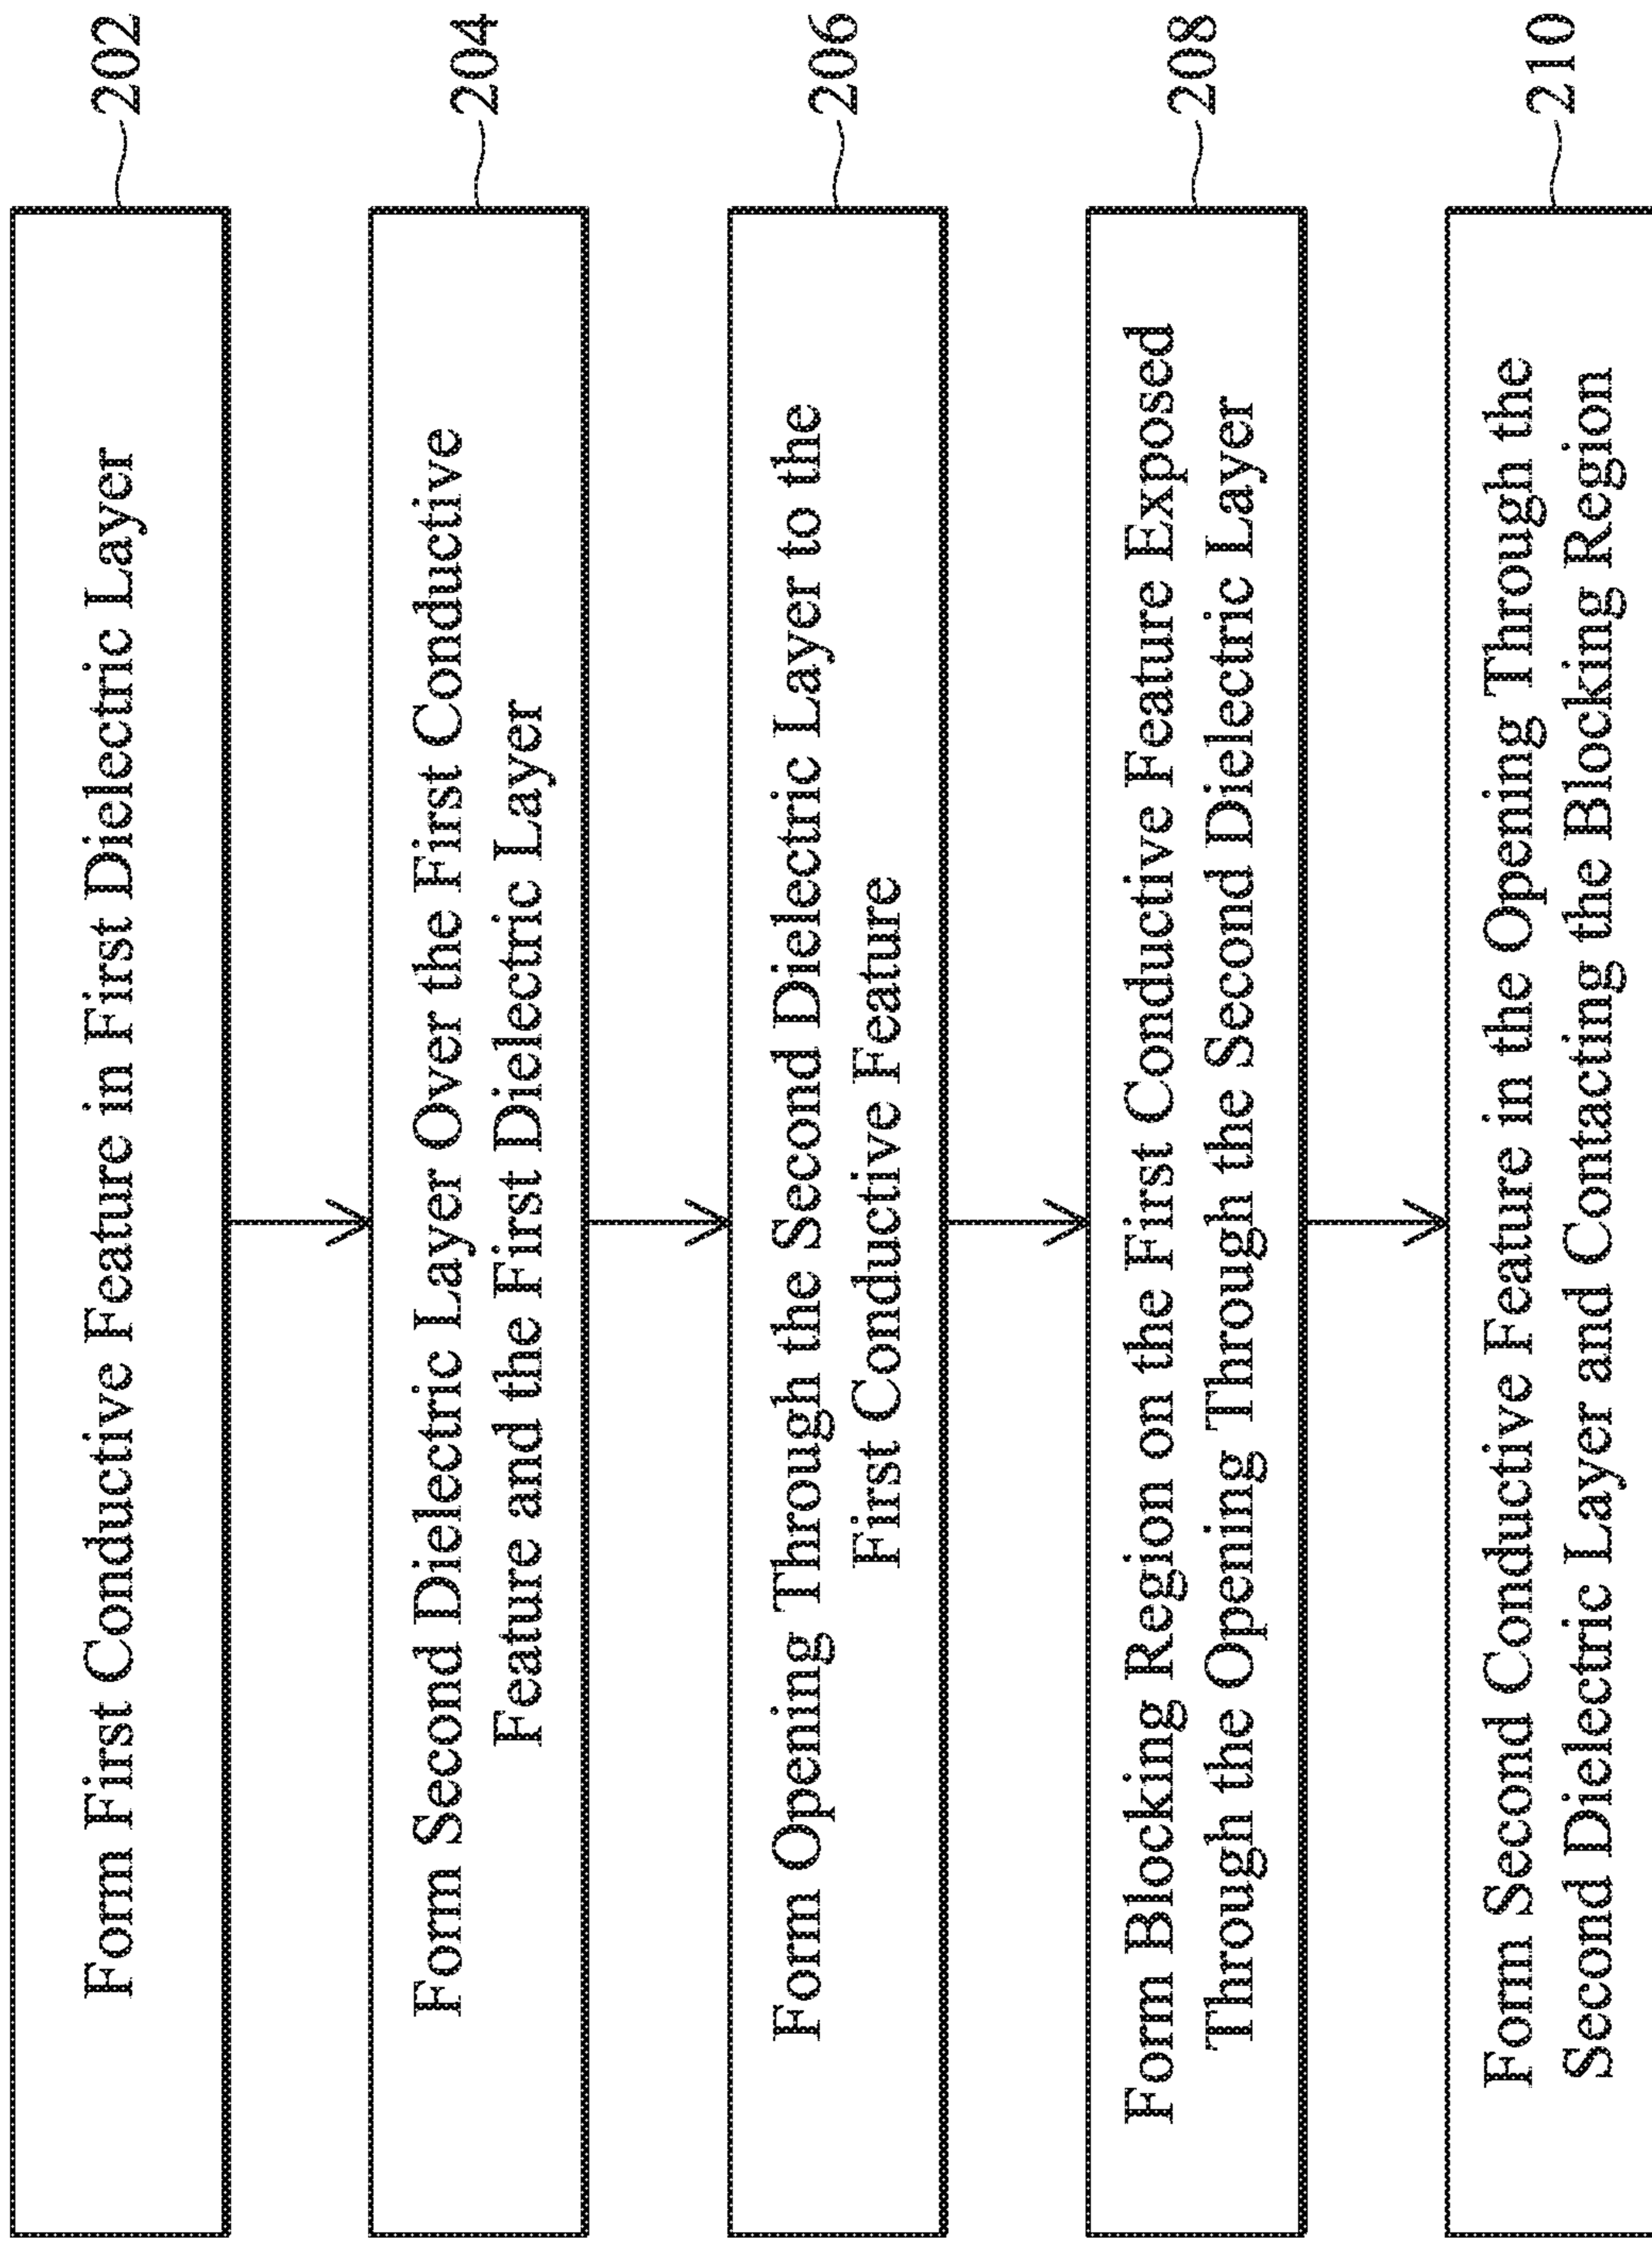 Form First Conductive Feature in First Dielectric Layer
202
Form Second Dielectric Layer Over the First Conductive
Feature and the First Dielectric Layer
204
Form Opening Through the Second Dielectric Layer to the
First Conductive Feature
206
Form Blocking Region on the First Conductive Feature Exposed
Through the Opening Through the Second Dielectric Layer
208
Form Second Conductive Feature in the Opening Through the
Second Dielectric Layer and Contacting the Blocking Region
210